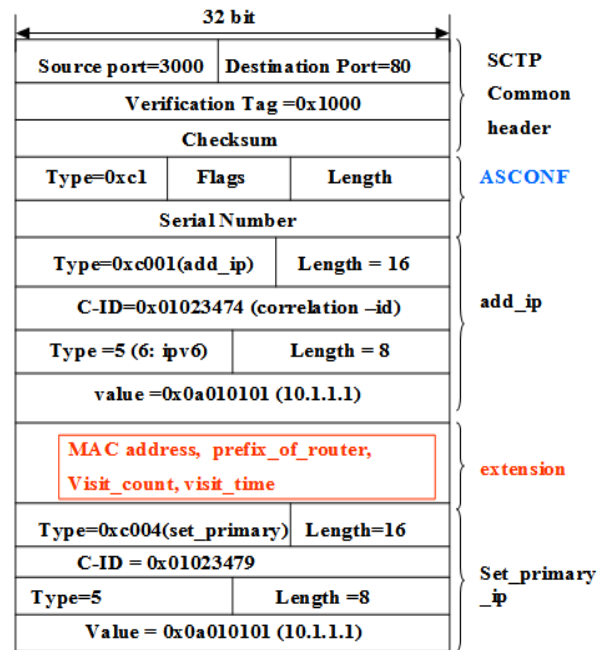 32 bit
Source port=3000 Destination Port=80
SCTP
Common
header
Verification Tag =0x1000
Checksum
Type=0xc1 Flags Length
ASCONF
Serial Number
Type=0xc001(add_ip) Length = 16
add_ip
C-ID=0x01023474 (correlation –id)
Type =5 (6: ipv6) Length = 8
value =0x0a010101 (10.1.1.1)
MAC address, prefix_of_router,
Visit_count, visit_time
extension
Type=0xc004(set_primary) Length=16
C-ID = 0x01023479
Set_primary
_ip
Type=5 Length =8
Value = 0x0a010101 (10.1.1.1)